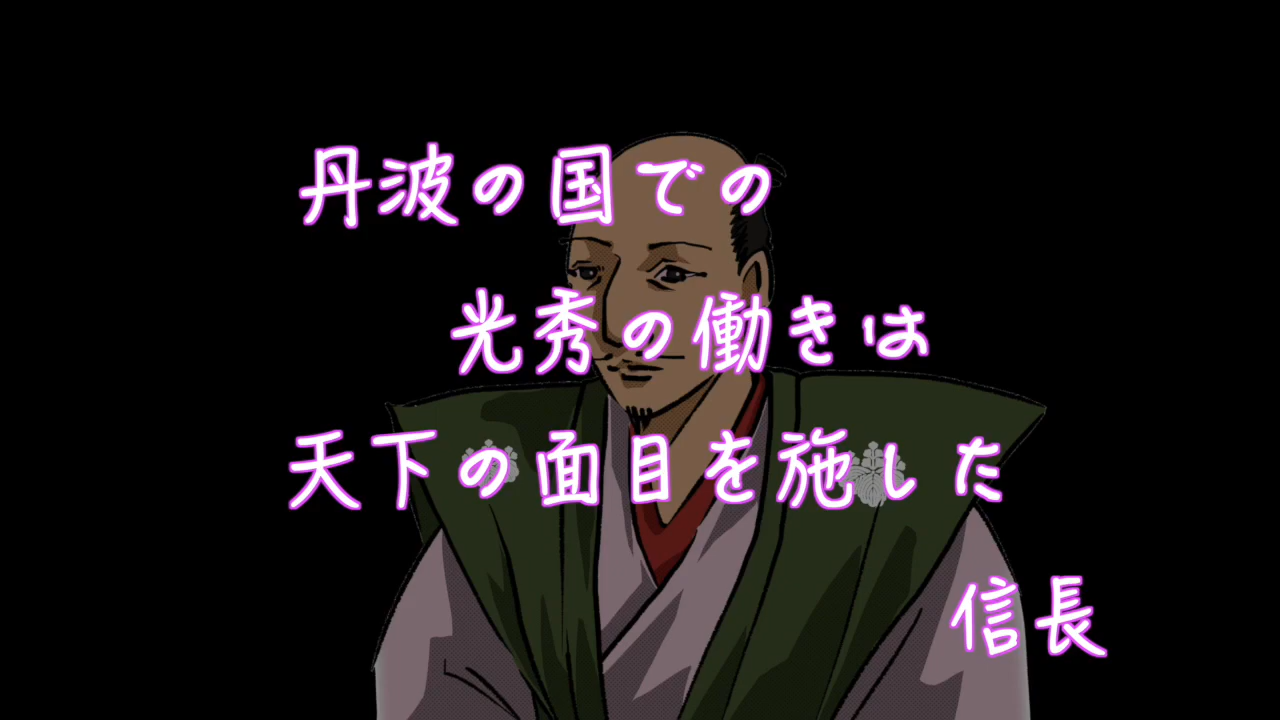 丹波の国での
光秀の働きは
天下の面目を施した
信長